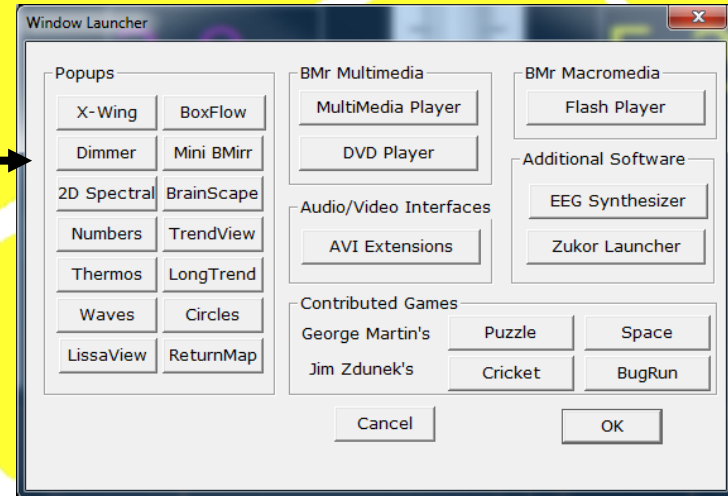 Window Launcher
Popups
X-Wing BoxFlow
Dimmer Mini BMirr
2D Spectral BrainScape
Numbers TrendView
Thermos LongTrend
Waves Circles
LissaView ReturnMap
BMr Multimedia
MultiMedia Player
DVD Player
Audio/Video Interfaces
AVI Extensions
BMr Macromedia
Flash Player
Additional Software
EEG Synthesizer
Zukor Launcher
Contributed Games
George Martin's Puzzle Space
Jim Zdunek's Cricket BugRun
Cancel OK